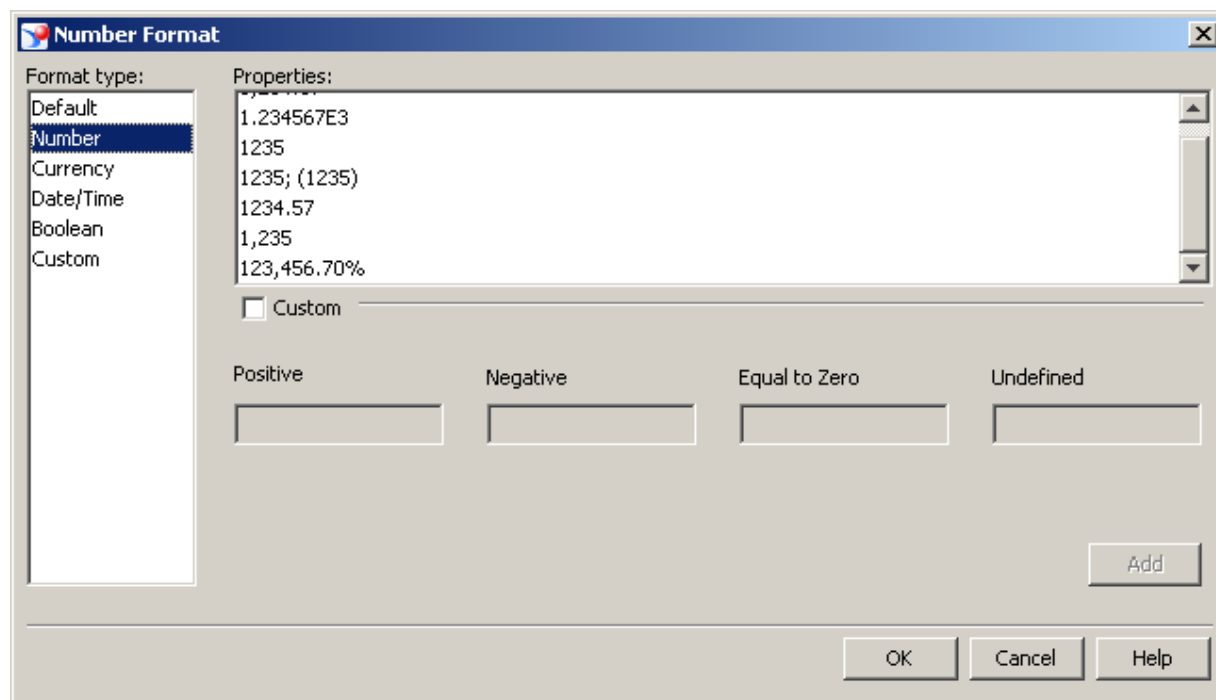 Number Format
Format type:
Properties:
Default
Number
Currency
Date/Time
Boolean
Custom
1.234567E3
1235
1235; (1235)
1234.57
1,235
123,456.70%
Custom
Positive
Negative
Equal to Zero
Undefined
Add
OK
Cancel
Help